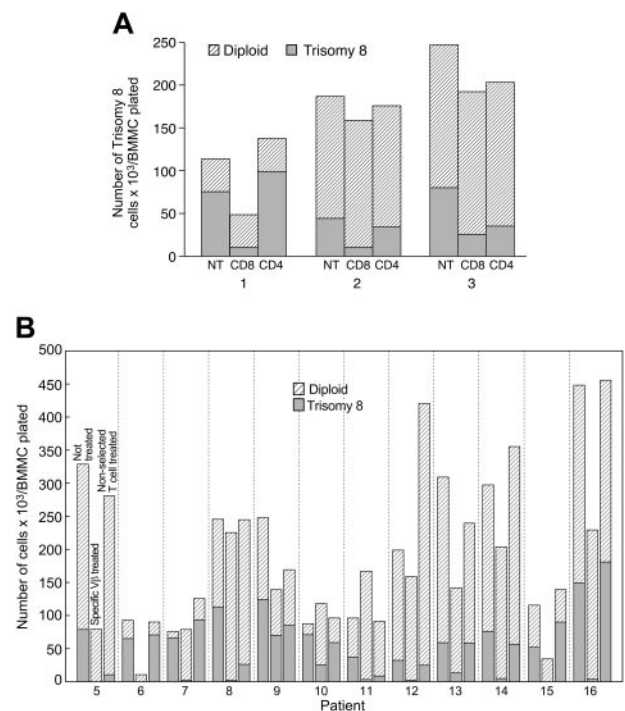 A
250
200
150
100
50
0
Number of Trisomy 8
cells x 10³/BMMC plated
Diploid Trisomy 8
NT CD8 CD4 NT CD8 CD4 NT CD8 CD4
1 2 3
B
500
450
400
350
300
250
200
150
100
50
0
Number of cells x 10³/BMMC plated
Diploid
Trisomy 8
Not
treated
Specific Vβ treated
Non-selected
T cell treated
5 6 7 8 9 10 11 12 13 14 15 16
Patient